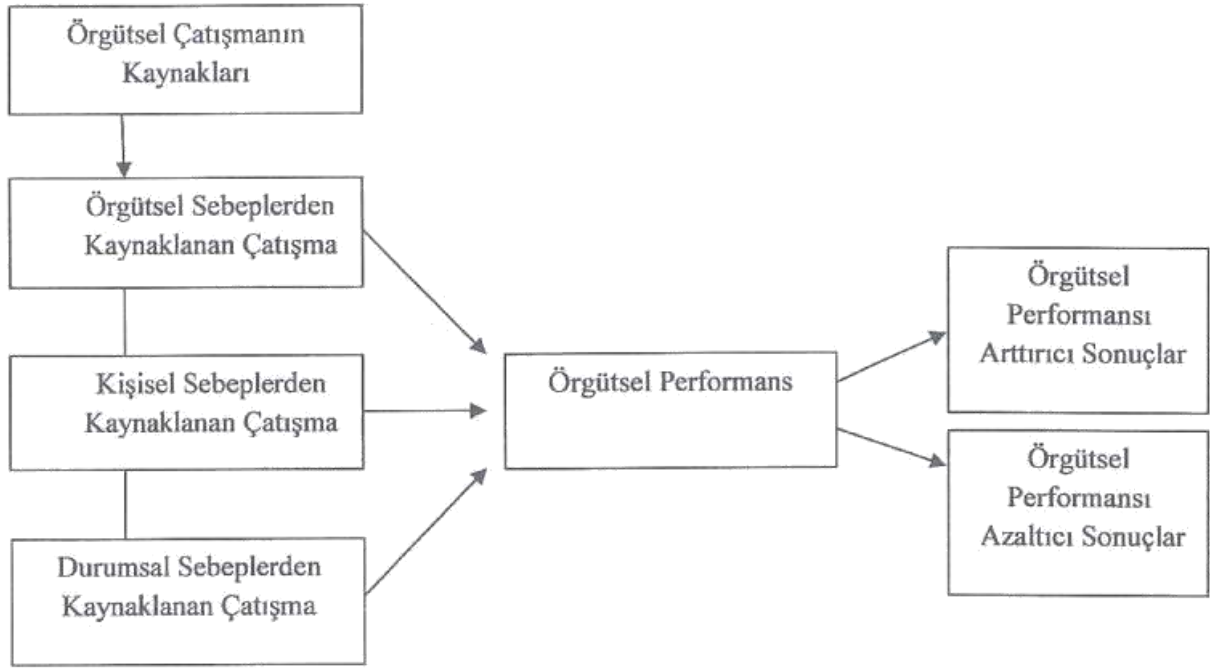 Örgütsel Çatışmanın
Kaynakları
Örgütsel Sebeplerden
Kaynaklanan Çatışma
Kişisel Sebeplerden
Kaynaklanan Çatışma
Durumsal Sebeplerden
Kaynaklanan Çatışma
Örgütsel Performans
Örgütsel
Performansı
Arttırıcı Sonuçlar
Örgütsel
Performansı
Azaltıcı Sonuçlar